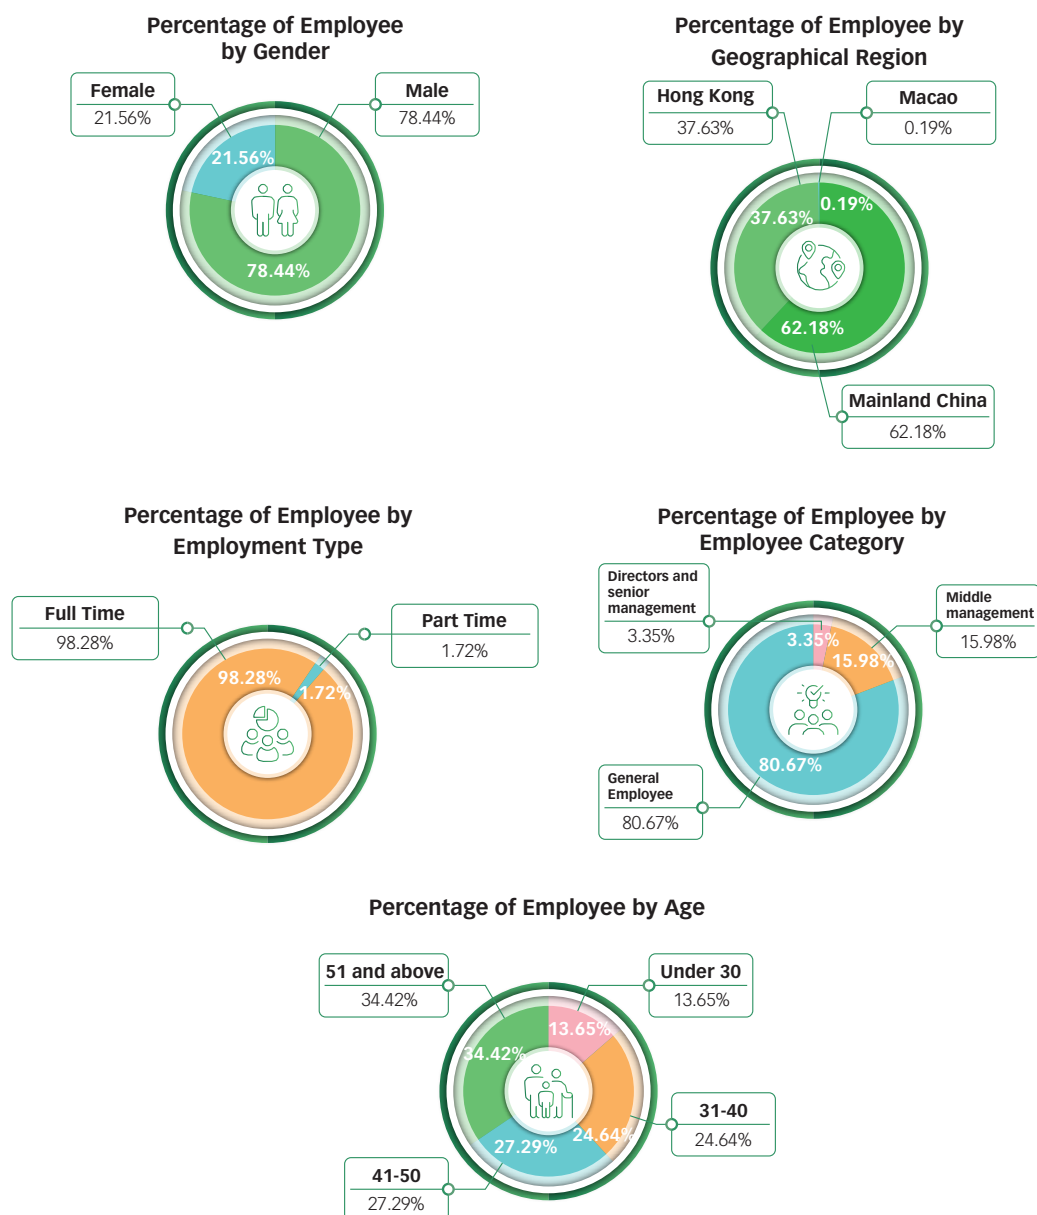 Percentage of Employee
by Gender
Female
21.56%
Male
78.44%
21.56%
78.44%
Percentage of Employee by
Geographical Region
Hong Kong
37.63%
Macao
0.19%
0.19%
37.63%
62.18%
Mainland China
62.18%
Percentage of Employee by
Employment Type
Full Time
98.28%
Part Time
1.72%
98.28%
1.72%
Percentage of Employee by
Employee Category
Directors and
senior
management
3.35%
Middle
management
15.98%
3.35%
15.98%
80.67%
General
Employee
80.67%
Percentage of Employee by Age
51 and above
34.42%
Under 30
13.65%
13.65%
34.42%
24.64%
27.29%
31-40
24.64%
41-50
27.29%